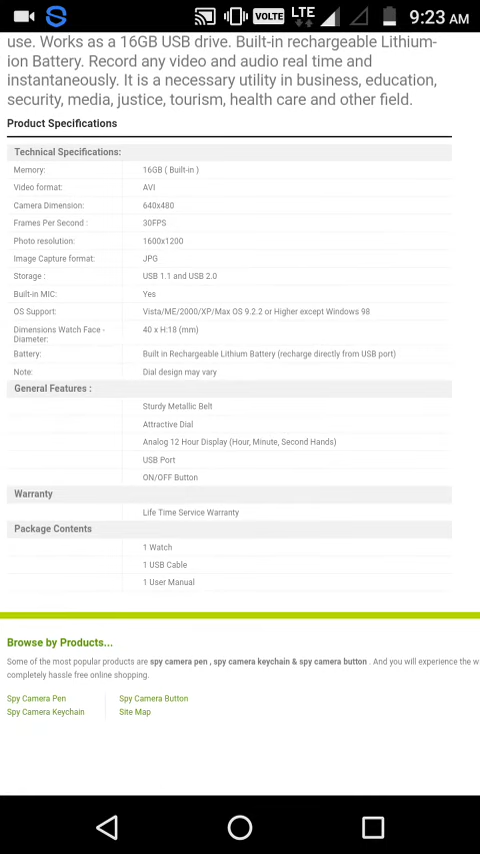 VOLTE LTE 9:23 AM
use. Works as a 16GB USB drive. Built-in rechargeable Lithium-
ion Battery. Record any video and audio real time and
instantaneously. It is a necessary utility in business, education,
security, media, justice, tourism, health care and other field.
Product Specifications
Technical Specifications:
Memory: 16GB ( Built-in )
Video format: AVI
Camera Dimension: 640x480
Frames Per Second : 30FPS
Photo resolution: 1600x1200
Image Capture format: JPG
Storage : USB 1.1 and USB 2.0
Built-in MIC: Yes
OS Support: Vista/ME/2000/XP/Max OS 9.2.2 or Higher except Windows 98
Dimensions Watch Face - 40 x H:18 (mm)
Diameter:
Battery: Built in Rechargeable Lithium Battery (recharge directly from USB port)
Note: Dial design may vary
General Features :
Sturdy Metallic Belt
Attractive Dial
Analog 12 Hour Display (Hour, Minute, Second Hands)
USB Port
ON/OFF Button
Warranty
Life Time Service Warranty
Package Contents
1 Watch
1 USB Cable
1 User Manual
Browse by Products...
Some of the most popular products are spy camera pen , spy camera keychain & spy camera button . And you will experience the w
completely hassle free online shopping.
Spy Camera Pen Spy Camera Button
Spy Camera Keychain Site Map